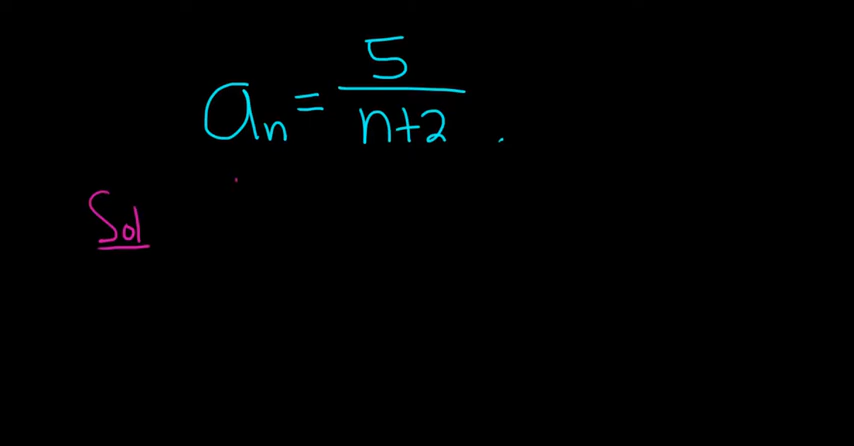 aₙ = 5/(n+2).
Sol